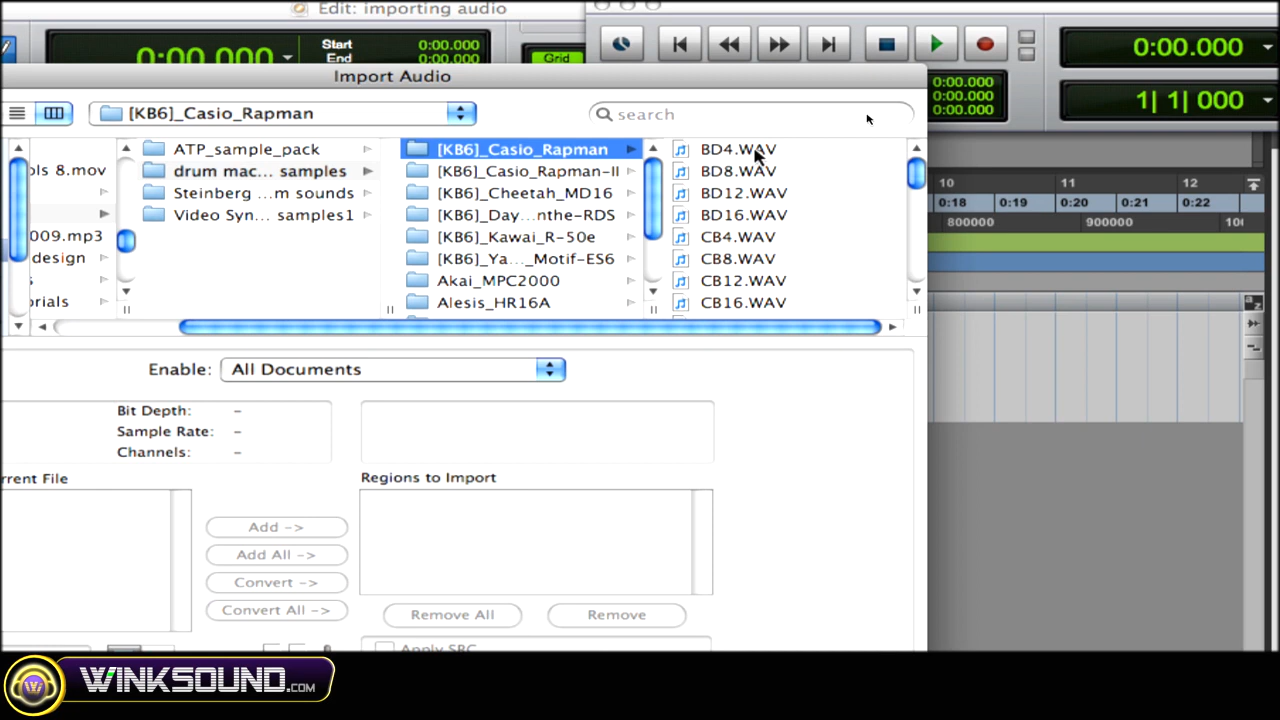 Edit: importing audio
0:00.000
Start 0:00.000
End 0:00.000
Grid
0:00.000
0:00.000
0:00.000
0:00.000
0:00.000
1| 1| 000
Import Audio
[KB6]_Casio_Rapman
search
ols 8.mov
009.mp3
design
orials
ATP_sample_pack
drum mac... samples
Steinberg ...m sounds
Video Syn... samples1
[KB6]_Casio_Rapman
[KB6]_Casio_Rapman-II
[KB6]_Cheetah_MD16
[KB6]_Day...nthe-RDS
[KB6]_Kawai_R-50e
[KB6]_Ya..._Motif-ES6
Akai_MPC2000
Alesis_HR16A
BD4.WAV
BD8.WAV
BD12.WAV
BD16.WAV
CB4.WAV
CB8.WAV
CB12.WAV
CB16.WAV
10 11 12
0:18 0:19 0:20 0:21 0:22
800000 900000 100
a z
Enable: All Documents
Bit Depth: -
Sample Rate: -
Channels: -
rrent File
Regions to Import
Add ->
Add All ->
Convert ->
Convert All ->
Remove All
Remove
Apply SRC
W WINKSOUND.COM